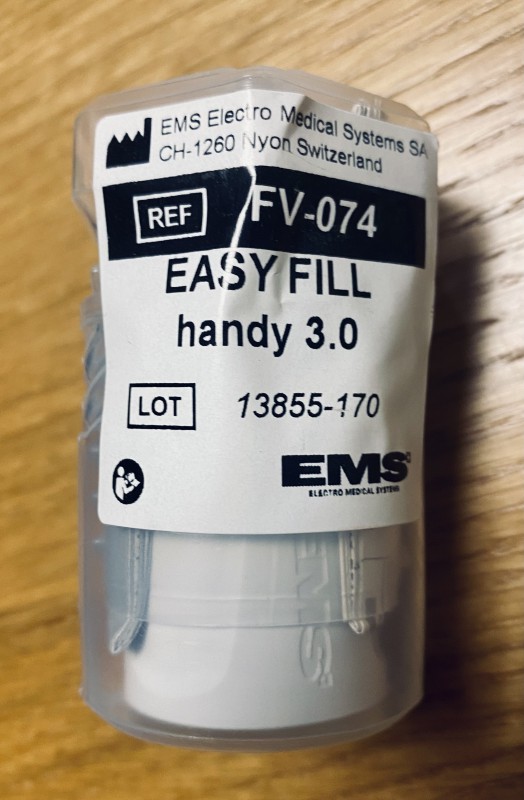 EMS Electro Medical Systems SA
CH-1260 Nyon Switzerland
REF FV-074
EASY FILL
handy 3.0
LOT 13855-170
EMS
ELECTRO MEDICAL SYSTEMS